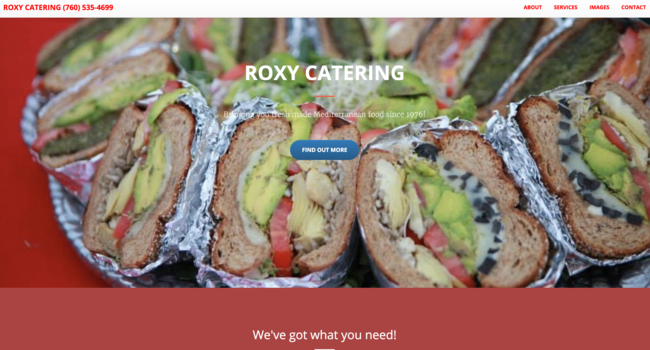 ROXY CATERING (760) 535-4699
ABOUT SERVICES IMAGES CONTACT
ROXY CATERING
Bringing you fresh made Mediterranean food since 1976!
FIND OUT MORE
We've got what you need!